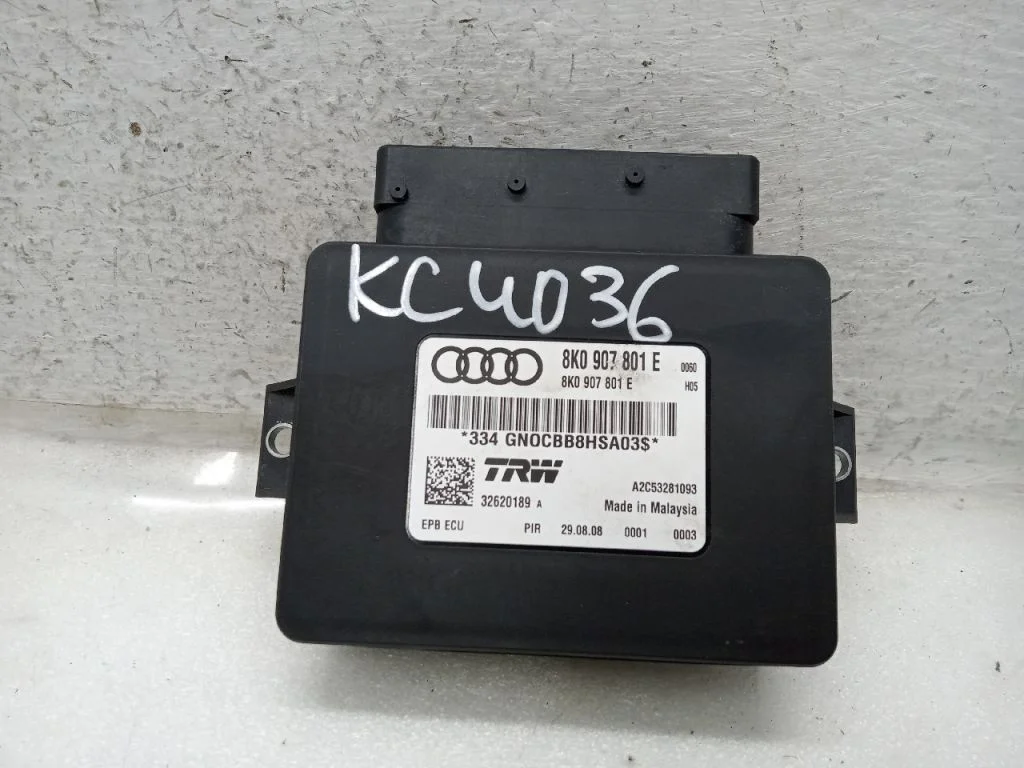 KC4036
8K0 907 801 E 0060
8K0 907 801 E H05
*334 GN0CBB8HSA03$*
TRW
32620189 A
A2C53281093
Made in Malaysia
EPB ECU PIR 29.08.08 0001 0003